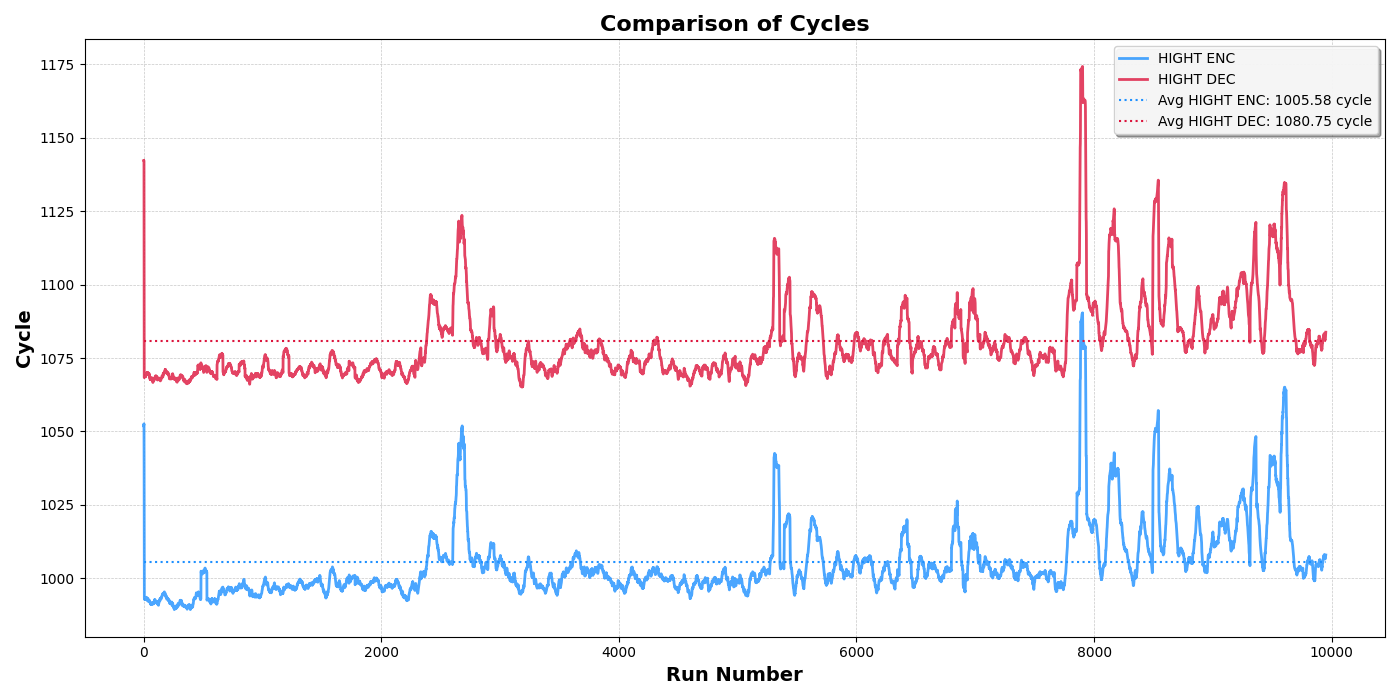 Comparison of Cycles
HIGHT ENC
HIGHT DEC
Avg HIGHT ENC: 1005.58 cycle
Avg HIGHT DEC: 1080.75 cycle
Cycle
1175
1150
1125
1100
1075
1050
1025
1000
0 2000 4000 6000 8000 10000
Run Number